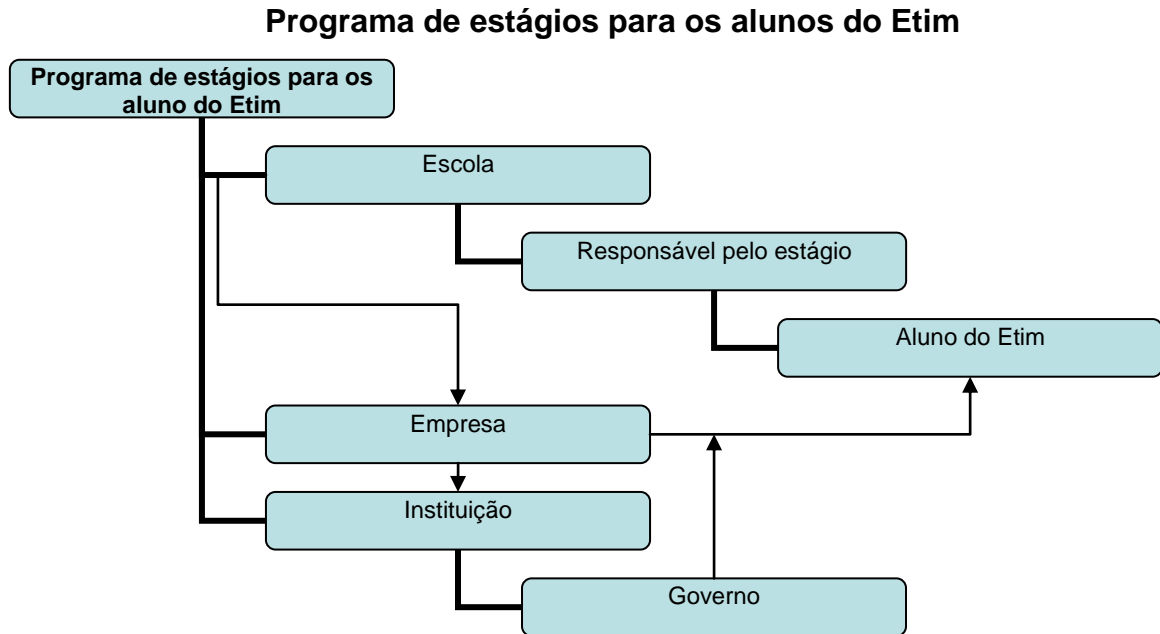 Programa de estágios para os alunos do Etim
Programa de estágios para os
aluno do Etim
Escola
Responsável pelo estágio
Aluno do Etim
Empresa
Instituição
Governo